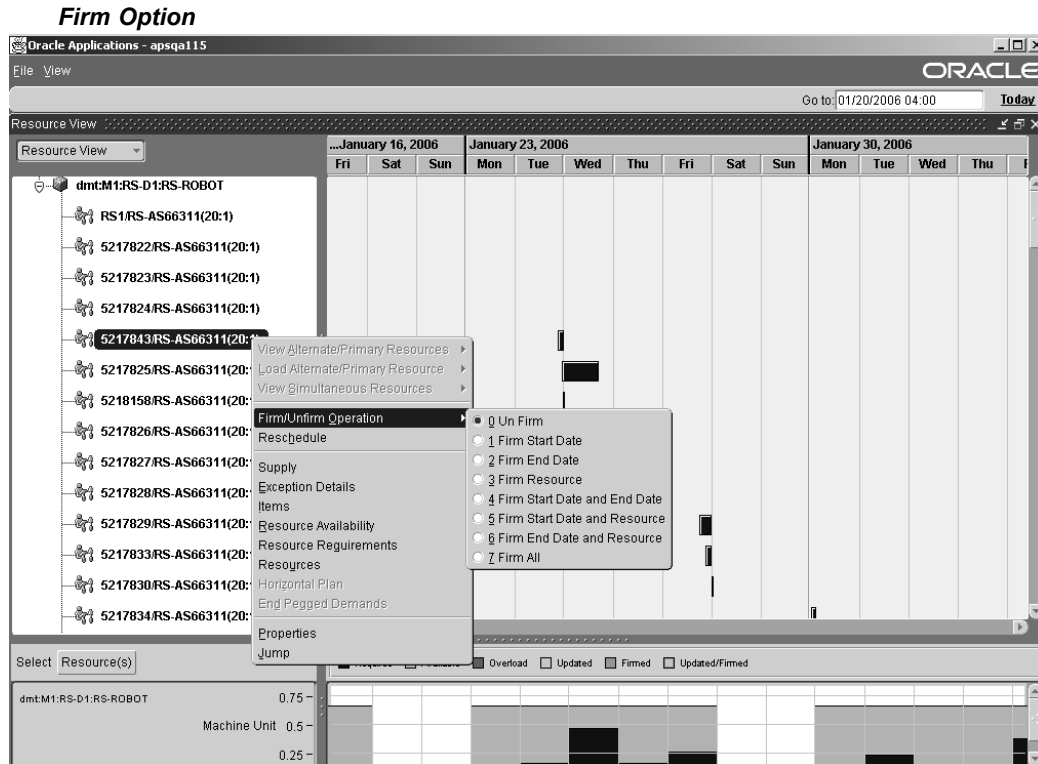 Firm Option
Oracle Applications - apsqa115
File View
ORACLE
Go to: 01/20/2006 04:00 Today
Resource View
Resource View
...January 16, 2006 January 23, 2006 January 30, 2006
Fri Sat Sun Mon Tue Wed Thu Fri Sat Sun Mon Tue Wed Thu F
dmt:M1:RS-D1:RS-ROBOT
RS1/RS-AS66311(20:1)
5217822/RS-AS66311(20:1)
5217823/RS-AS66311(20:1)
5217824/RS-AS66311(20:1)
5217843/RS-AS66311(20:1)
5217825/RS-AS66311(20:
5218158/RS-AS66311(20:
5217826/RS-AS66311(20:
5217827/RS-AS66311(20:
5217828/RS-AS66311(20:
5217829/RS-AS66311(20:
5217833/RS-AS66311(20:
5217830/RS-AS66311(20:
5217834/RS-AS66311(20:
View Alternate/Primary Resources
Load Alternate/Primary Resource
View Simultaneous Resources
Firm/Unfirm Operation
Reschedule
Supply
Exception Details
Items
Resource Availability
Resource Requirements
Resources
Horizontal Plan
End Pegged Demands
Properties
Jump
0 Un Firm
1 Firm Start Date
2 Firm End Date
3 Firm Resource
4 Firm Start Date and End Date
5 Firm Start Date and Resource
6 Firm End Date and Resource
7 Firm All
Select Resource(s)
Overload Updated Firmed Updated/Firmed
dmt:M1:RS-D1:RS-ROBOT 0.75
Machine Unit 0.5
0.25